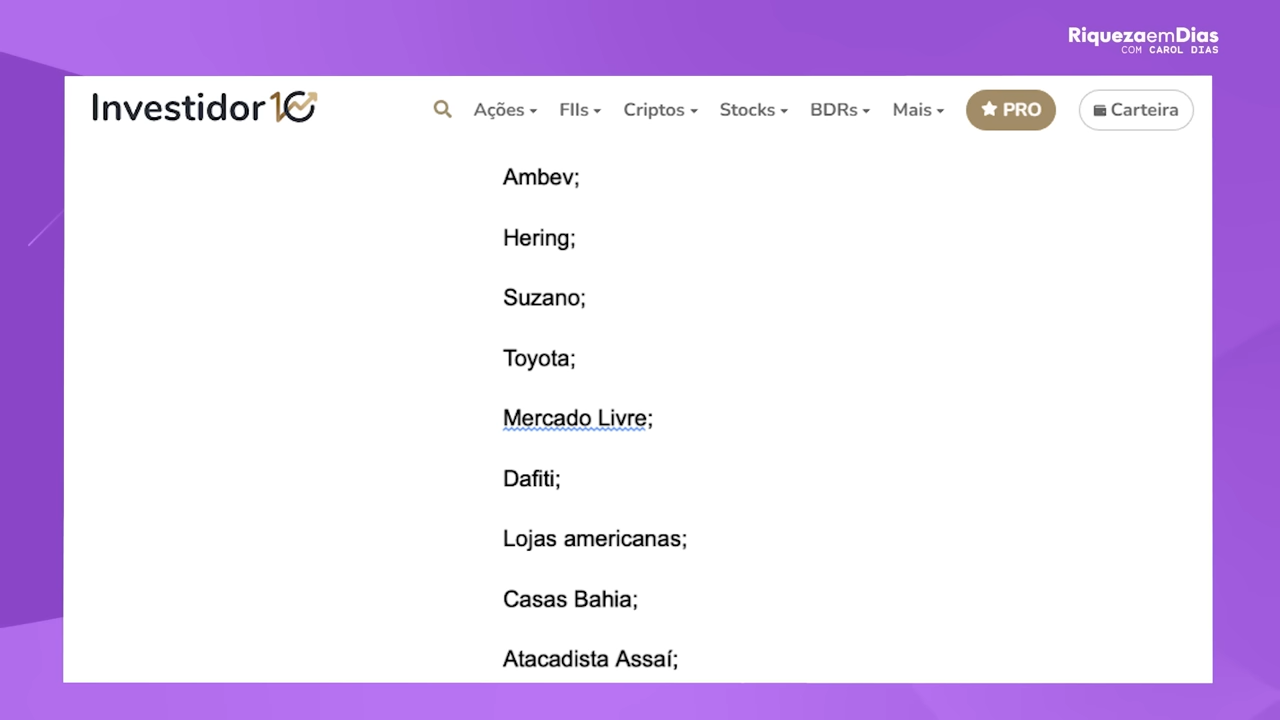 RiquezaemDias
COM CAROL DIAS
Investidor10
Ações
FIIs
Criptos
Stocks
BDRs
Mais
PRO
Carteira
Ambev;
Hering;
Suzano;
Toyota;
Mercado Livre;
Dafiti;
Lojas americanas;
Casas Bahia;
Atacadista Assaí;